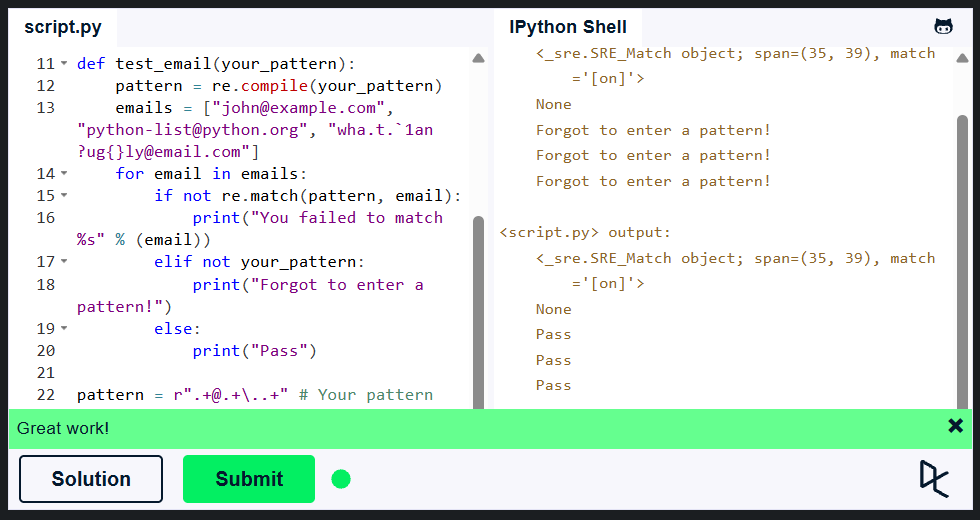 script.py
11 def test_email(your_pattern):
12 pattern = re.compile(your_pattern)
13 emails = ["john@example.com",
"python-list@python.org", "wha.t.`1an
?ug{}ly@email.com"]
14 for email in emails:
15 if not re.match(pattern, email):
16 print("You failed to match
%s" % (email))
17 elif not your_pattern:
18 print("Forgot to enter a
pattern!")
19 else:
20 print("Pass")
21
22 pattern = r".+@.+\..+" # Your pattern
IPython Shell
<_sre.SRE_Match object; span=(35, 39), match
='[on]'>
None
Forgot to enter a pattern!
Forgot to enter a pattern!
Forgot to enter a pattern!
<script.py> output:
<_sre.SRE_Match object; span=(35, 39), match
='[on]'>
None
Pass
Pass
Pass
Great work!
Solution
Submit